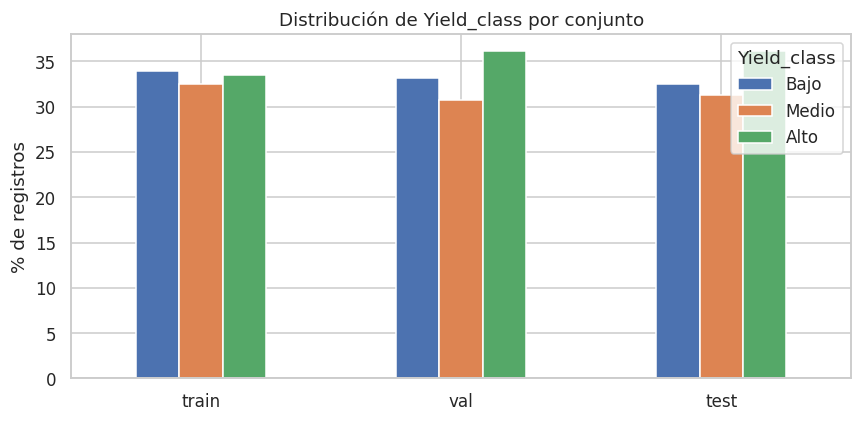 Distribución de Yield_class por conjunto
% de registros
35
30
25
20
15
10
5
0
train
val
test
Yield_class
Bajo
Medio
Alto